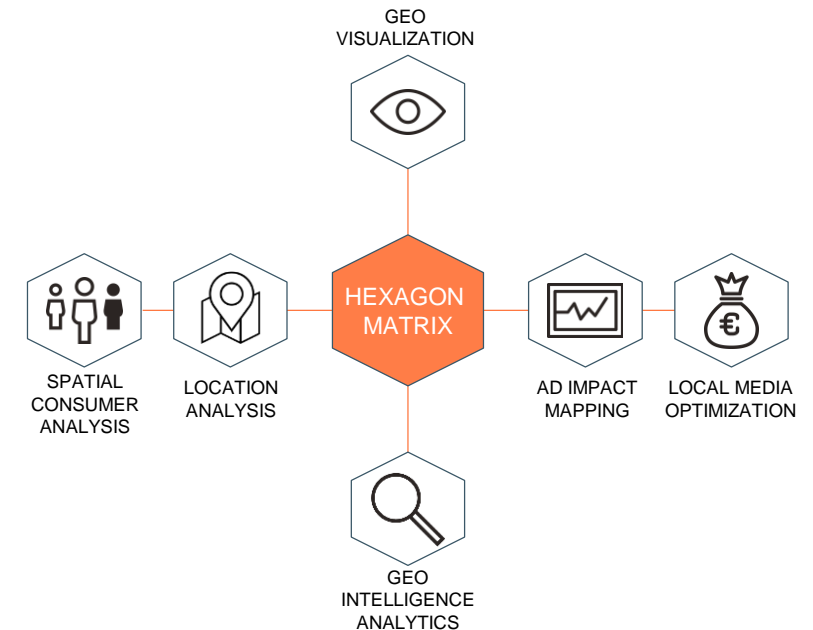 GEO
VISUALIZATION
HEXAGON
MATRIX
SPATIAL
CONSUMER
ANALYSIS
LOCATION
ANALYSIS
AD IMPACT
MAPPING
LOCAL MEDIA
OPTIMIZATION
€
GEO
INTELLIGENCE
ANALYTICS